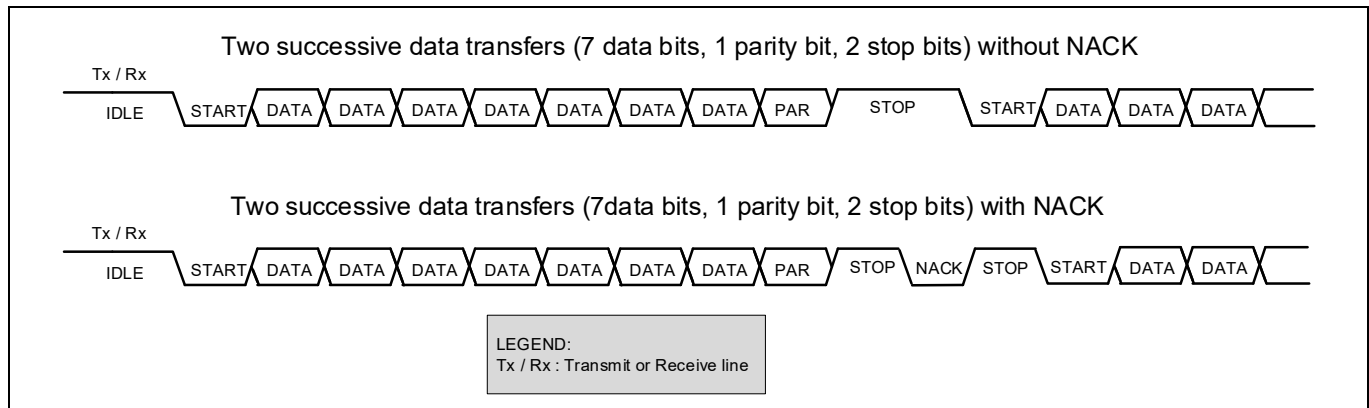 Two successive data transfers (7 data bits, 1 parity bit, 2 stop bits) without NACK
Tx / Rx
IDLE START DATA DATA DATA DATA DATA DATA DATA PAR STOP START DATA DATA DATA
Two successive data transfers (7data bits, 1 parity bit, 2 stop bits) with NACK
Tx / Rx
IDLE START DATA DATA DATA DATA DATA DATA DATA PAR STOP NACK STOP START DATA DATA
LEGEND:
Tx / Rx : Transmit or Receive line